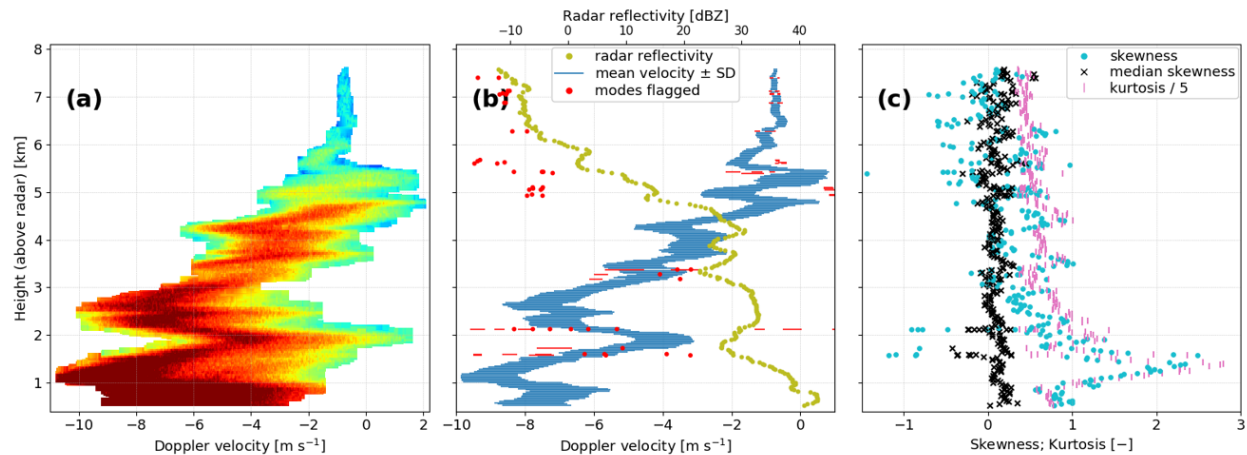 Radar reflectivity [dBZ]
−10 0 10 20 30 40
8
7
6
5
4
3
2
1
Height (above radar) [km]
(a)
−10 −8 −6 −4 −2 0 2
Doppler velocity [m s⁻¹]
(b)
radar reflectivity
mean velocity ± SD
modes flagged
−10 −8 −6 −4 −2 0
Doppler velocity [m s⁻¹]
(c)
skewness
median skewness
kurtosis / 5
−1 0 1 2 3
Skewness; Kurtosis [−]